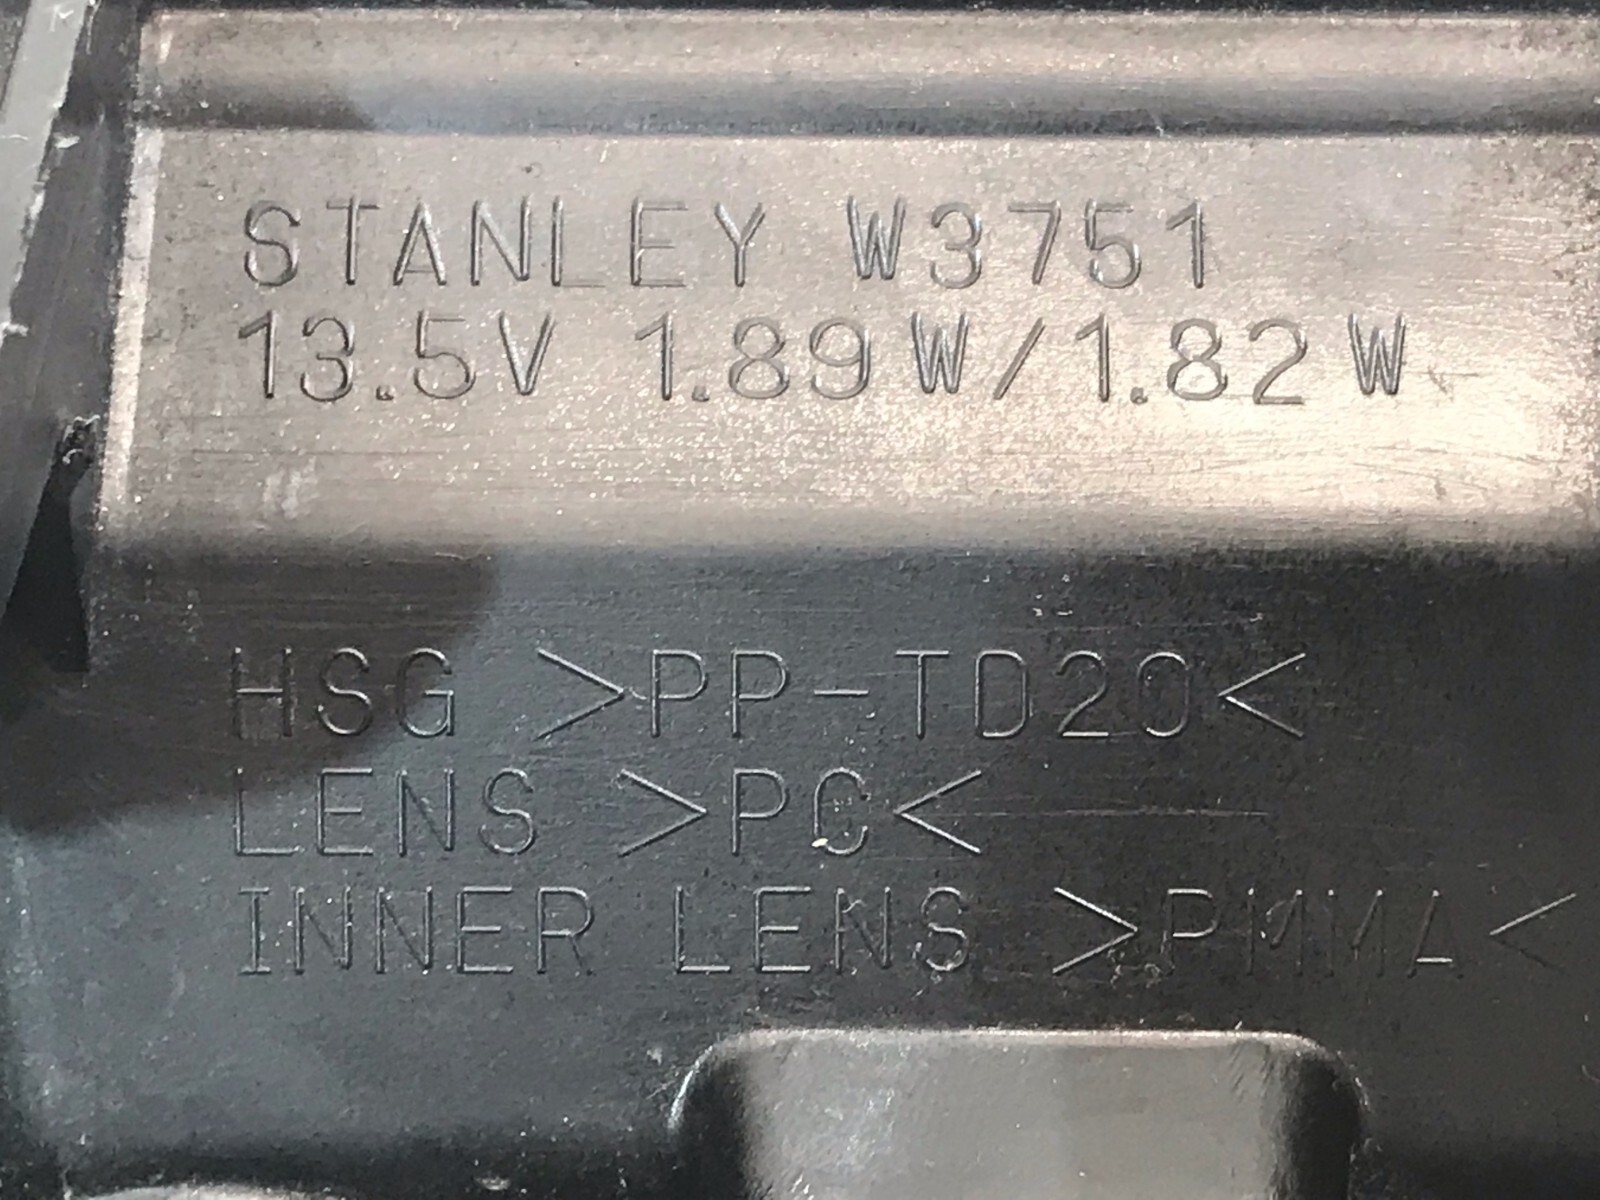 STANLEY W3751
13.5V 1.89W/1.82W
HSG >PP-TD20<
LENS >PC<
INNER LENS >PMMA<